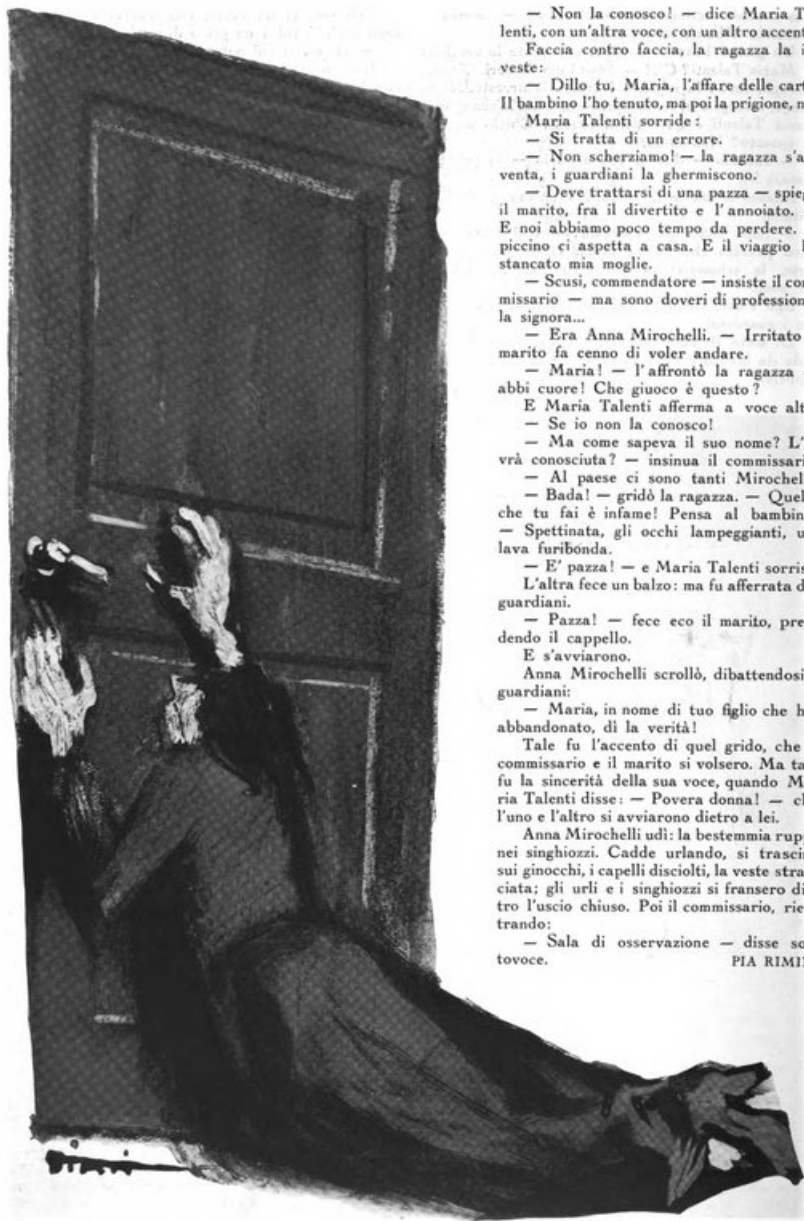 — Non la conosco! — dice Maria T
lenti, con un'altra voce, con un altro accent
Faccia contro faccia, la ragazza la i
veste:
— Dillo tu, Maria, l'affare delle cart
Il bambino l'ho tenuto, ma poi la prigione, n
Maria Talenti sorride:
— Si tratta di un errore.
— Non scherziamo! — la ragazza s'a
venta, i guardiani la ghermiscono.
— Deve trattarsi di una pazza — spieg
il marito, fra il divertito e l'annoiato.
E noi abbiamo poco tempo da perdere.
piccino ci aspetta a casa. E il viaggio h
stancato mia moglie.
— Scusi, commendatore — insiste il co
missario — ma sono doveri di profession
la signora...
— Era Anna Mirochelli. — Irritato
marito fa cenno di voler andare.
— Maria! — l'affrontò la ragazza
abbi cuore! Che giuoco è questo?
E Maria Talenti afferma a voce alt
— Se io non la conosco!
— Ma come sapeva il suo nome? L'
vrà conosciuta? — insinua il commissari
— Al paese ci sono tanti Mirochel
— Bada! — gridò la ragazza. — Quel
che tu fai è infame! Pensa al bambin
— Spettinata, gli occhi lampeggianti, u
lava furibonda.
— E' pazza! — e Maria Talenti sorris
L'altra fece un balzo: ma fu afferrata d
guardiani.
— Pazza! — fece eco il marito, pre
dendo il cappello.
E s'avviarono.
Anna Mirochelli scrollò, dibattendosi
guardiani:
— Maria, in nome di tuo figlio che h
abbandonato, dì la verità!
Tale fu l'accento di quel grido, che
commissario e il marito si volsero. Ma ta
fu la sincerità della sua voce, quando M
ria Talenti disse: — Povera donna! — ch
l'uno e l'altro si avviarono dietro a lei.
Anna Mirochelli udì: la bestemmia rup
nei singhiozzi. Cadde urlando, si trasci
sui ginocchi, i capelli disciolti, la veste stra
ciata; gli urli e i singhiozzi si fransero di
tro l'uscio chiuso. Poi il commissario, rie
trando:
— Sala di osservazione — disse so
tovoce. PIA RIMI